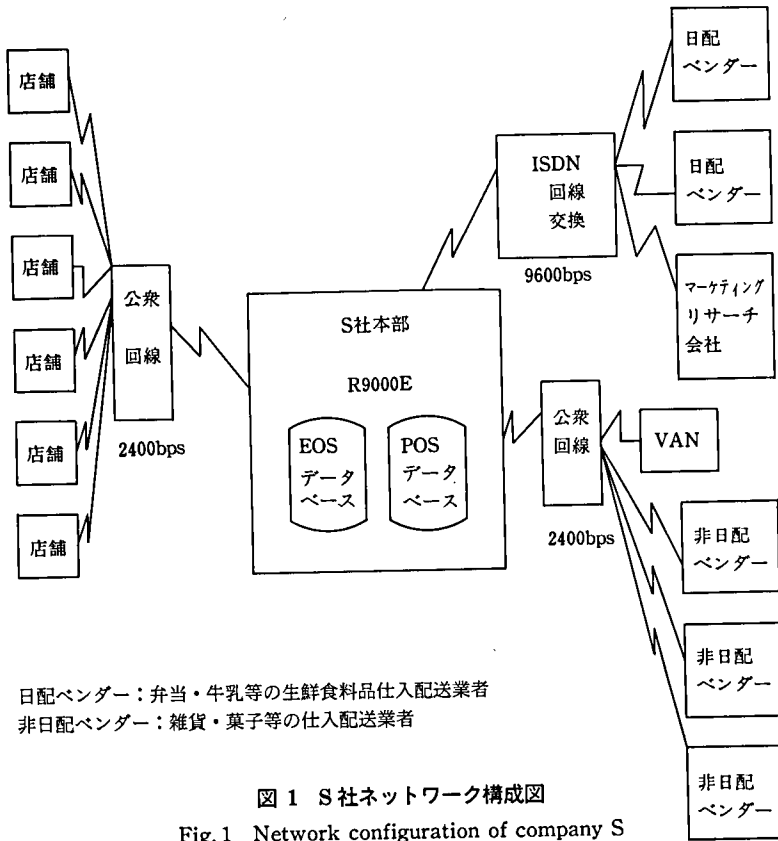 店舗
店舗
店舗
店舗
店舗
店舗
公衆
回線
2400bps
S社本部
R9000E
EOS
データ
ベース
POS
データ
ベース
ISDN
回線
交換
9600bps
日配
ベンダー
日配
ベンダー
マーケティング
リサーチ
会社
公衆
回線
2400bps
VAN
非日配
ベンダー
非日配
ベンダー
非日配
ベンダー
日配ベンダー：弁当・牛乳等の生鮮食料品仕入配送業者
非日配ベンダー：雑貨・菓子等の仕入配送業者
図 1 S社ネットワーク構成図
Fig. 1 Network configuration of company S